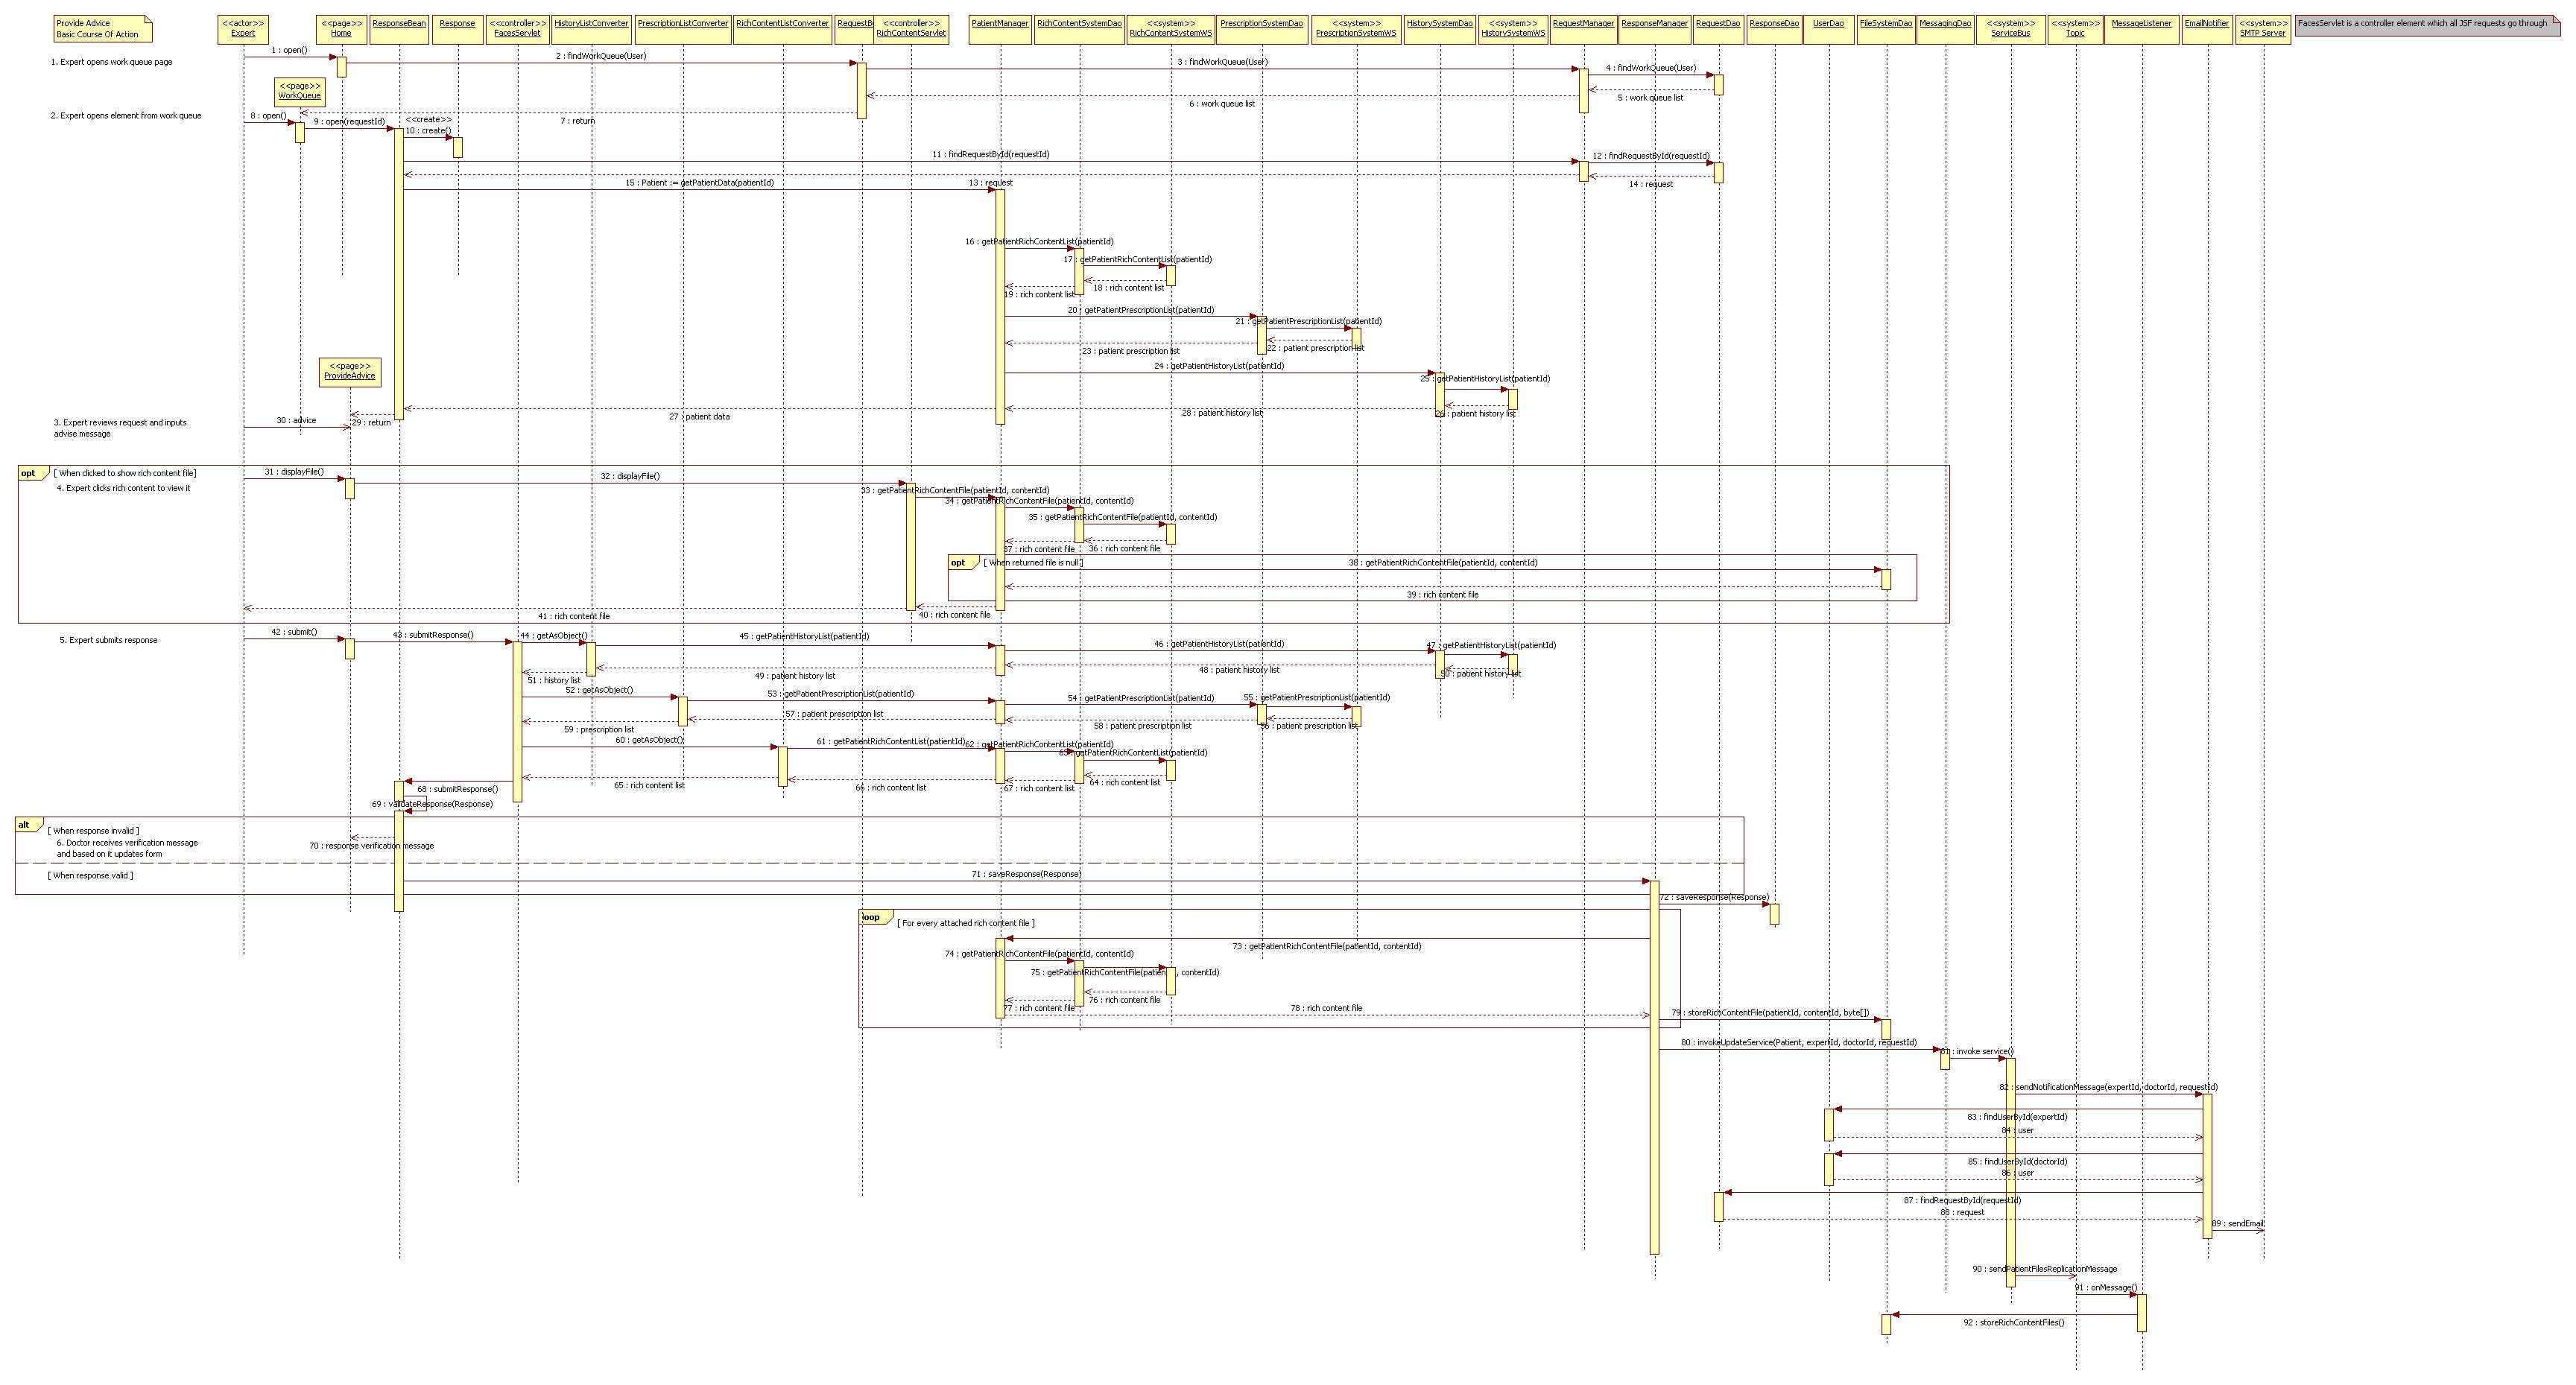 Provide Advice
Basic Course Of Action
<<actor>>
Expert
<<page>>
Home
ResponseBean
Response
<<controller>>
FacesServlet
HistoryListConverter
PrescriptionListConverter
RichContentListConverter
<<controller>>
RichContentServlet
PatientManager
RichContentSystemDao
<<system>>
RichContentSystemWS
PrescriptionSystemDao
<<system>>
PrescriptionSystemWS
HistorySystemDao
<<system>>
HistorySystemWS
RequestManager
ResponseManager
RequestDao
ResponseDao
UserDao
FileSystemDao
MessagingDao
<<system>>
ServiceBus
<<system>>
Topic
MessageListener
EmailNotifier
<<system>>
SMTP Server
FacesServlet is a controller element which all JSF requests go through
1 : open()
2 : findWorkQueue(User)
3 : findWorkQueue(User)
4 : findWorkQueue(User)
1. Expert opens work queue page
<<page>>
WorkQueue
5 : work queue list
6 : work queue list
7 : return
2. Expert opens element from work queue
8 : open()
9 : open(requestId)
<<create>>
10 : create()
11 : findRequestById(requestId)
12 : findRequestById(requestId)
13 : request
14 : request
15 : Patient := getPatientData(patientId)
16 : getPatientRichContentList(patientId)
17 : getPatientRichContentList(patientId)
18 : rich content list
19 : rich content list
20 : getPatientPrescriptionList(patientId)
21 : getPatientPrescriptionList(patientId)
22 : patient prescription list
23 : patient prescription list
<<page>>
ProvideAdvice
24 : getPatientHistoryList(patientId)
25 : getPatientHistoryList(patientId)
26 : patient history list
27 : patient data
28 : patient history list
29 : return
30 : advice
3. Expert reviews request and inputs
advise message
opt
[ When clicked to show rich content file]
4. Expert clicks rich content to view it
31 : displayFile()
32 : displayFile()
33 : getPatientRichContentFile(patientId, contentId)
34 : getPatientRichContentFile(patientId, contentId)
35 : getPatientRichContentFile(patientId, contentId)
36 : rich content file
37 : rich content file
opt
[ When returned file is null ]
38 : getPatientRichContentFile(patientId, contentId)
39 : rich content file
40 : rich content file
41 : rich content file
5. Expert submits response
42 : submit()
43 : submitResponse()
44 : getAsObject()
45 : getPatientHistoryList(patientId)
46 : getPatientHistoryList(patientId)
47 : getPatientHistoryList(patientId)
48 : patient history list
49 : patient history list
50 : patient history list
51 : history list
52 : getAsObject()
53 : getPatientPrescriptionList(patientId)
54 : getPatientPrescriptionList(patientId)
55 : getPatientPrescriptionList(patientId)
56 : patient prescription list
57 : patient prescription list
58 : patient prescription list
59 : prescription list
60 : getAsObject()
61 : getPatientRichContentList(patientId)
62 : getPatientRichContentList(patientId)
63 : getPatientRichContentList(patientId)
64 : rich content list
65 : rich content list
66 : rich content list
67 : rich content list
68 : submitResponse()
69 : validateResponse(Response)
alt
[ When response invalid ]
6. Doctor receives verification message
and based on it updates form
70 : response verification message
[ When response valid ]
71 : saveResponse(Response)
72 : saveResponse(Response)
loop
[ For every attached rich content file ]
73 : getPatientRichContentFile(patientId, contentId)
74 : getPatientRichContentFile(patientId, contentId)
75 : getPatientRichContentFile(patientId, contentId)
76 : rich content file
77 : rich content file
78 : rich content file
79 : storeRichContentFile(patientId, contentId, byte[])
80 : invokeUpdateService(Patient, expertId, doctorId, requestId)
81 : invoke service()
82 : sendNotificationMessage(expertId, doctorId, requestId)
83 : findUserById(expertId)
84 : user
85 : findUserById(doctorId)
86 : user
87 : findRequestById(requestId)
88 : request
89 : sendEmail
90 : sendPatientFilesReplicationMessage
91 : onMessage()
92 : storeRichContentFiles()